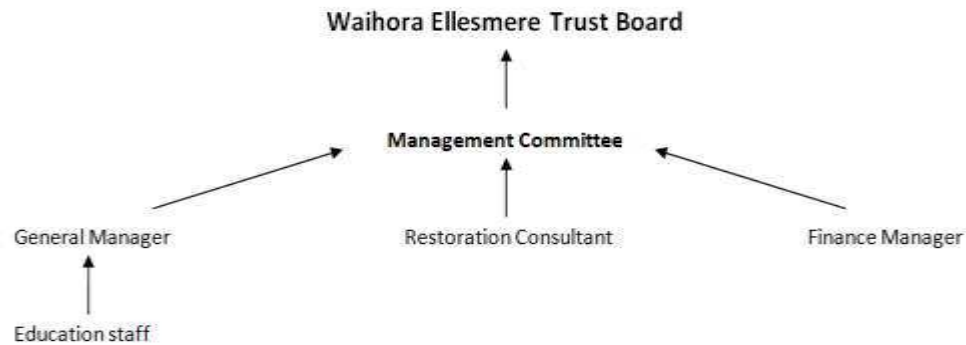 Waihora Ellesmere Trust Board
Management Committee
General Manager
Restoration Consultant
Finance Manager
Education staff